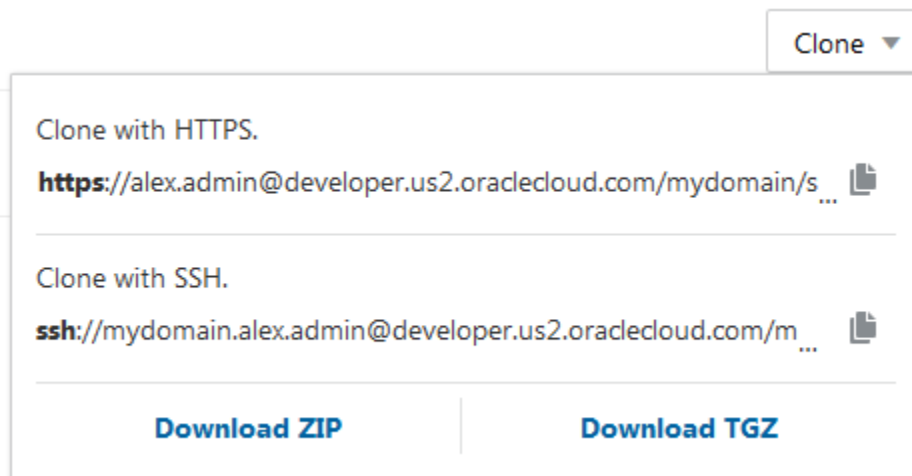 Clone
Clone with HTTPS.
https://alex.admin@developer.us2.oraclecloud.com/mydomain/s...
Clone with SSH.
ssh://mydomain.alex.admin@developer.us2.oraclecloud.com/m...
Download ZIP
Download TGZ